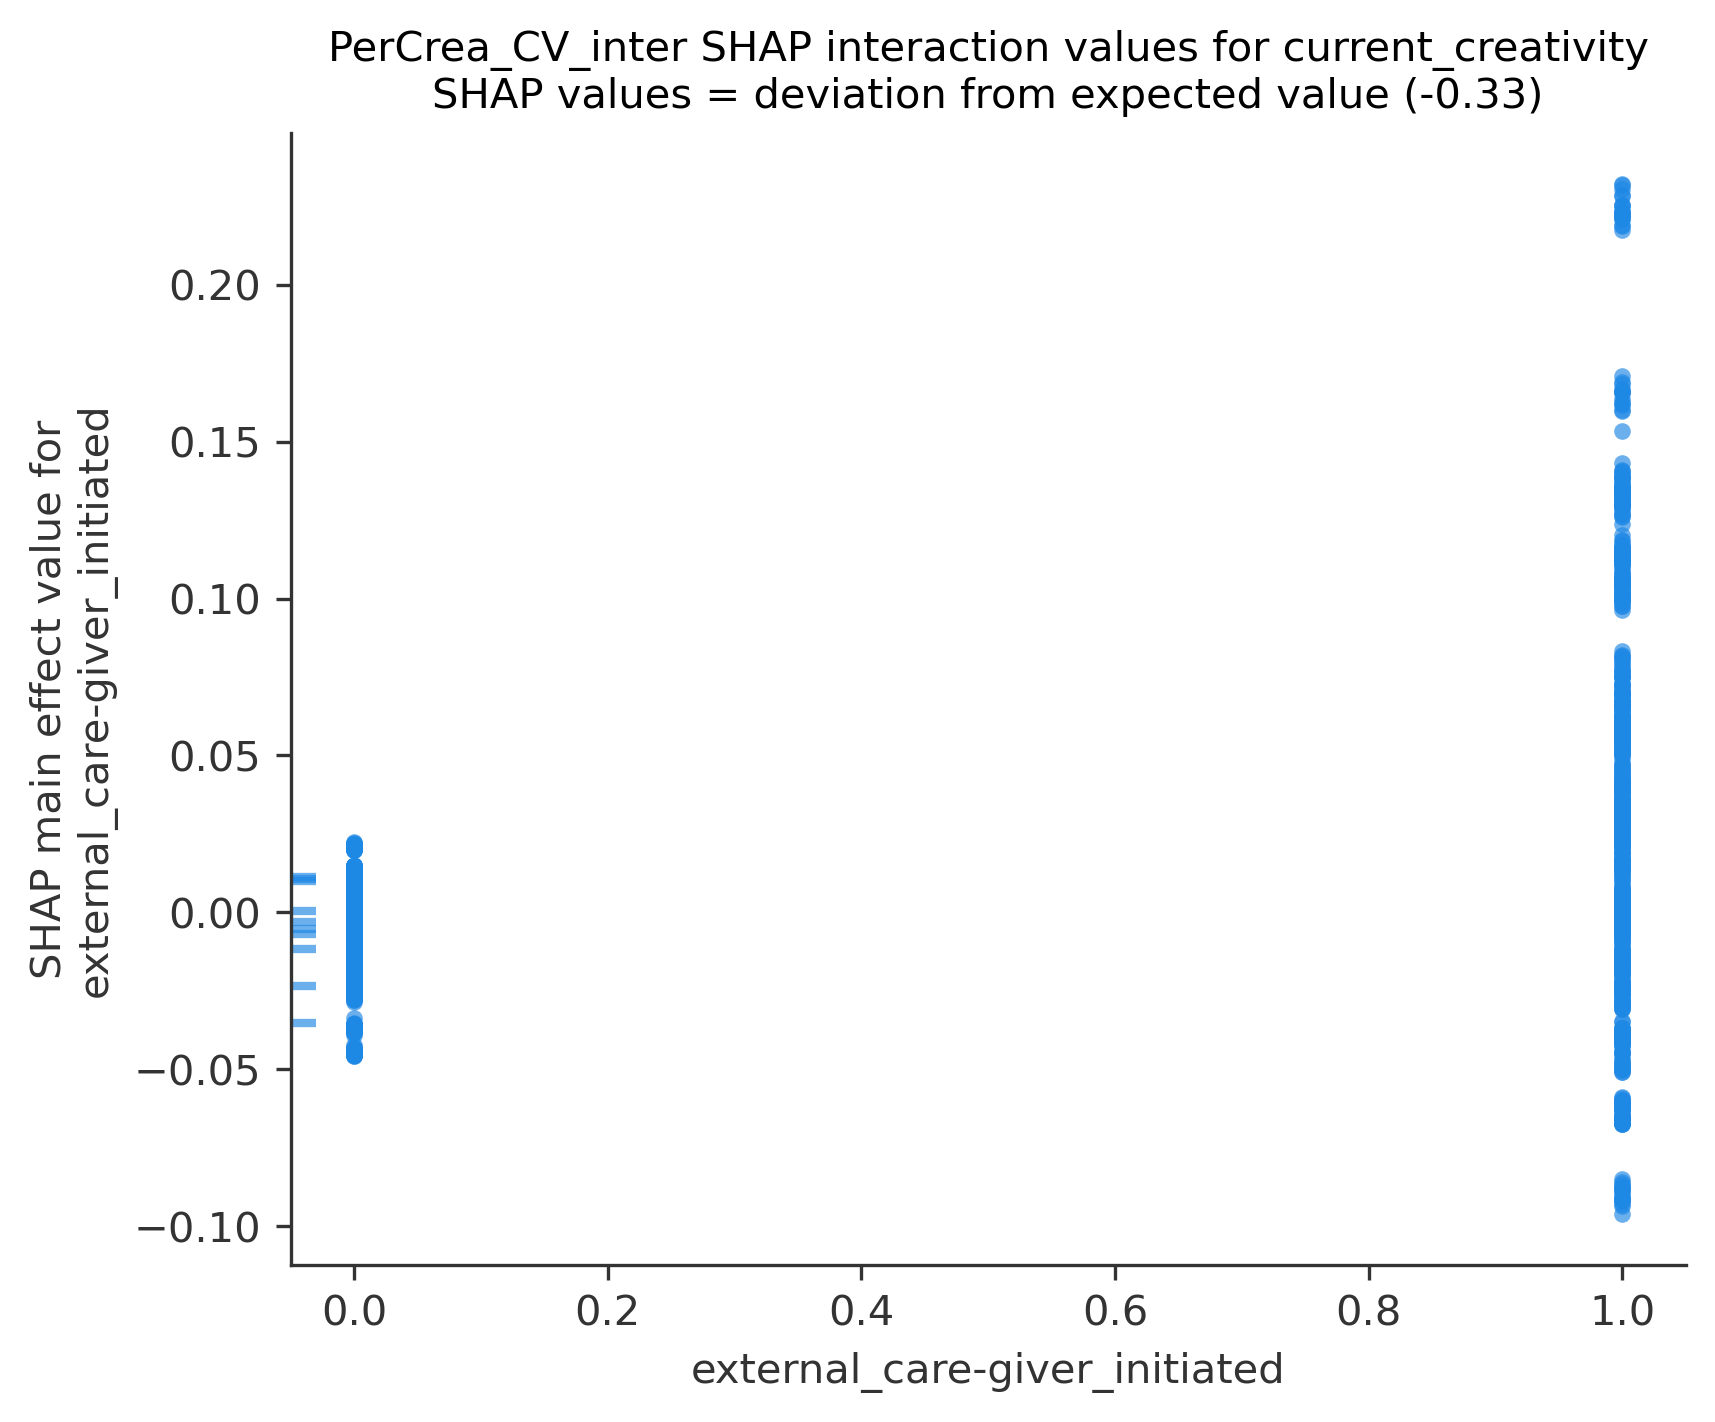 PerCrea_CV_inter SHAP interaction values for current_creativity
SHAP values = deviation from expected value (-0.33)
SHAP main effect value for
external_care-giver_initiated
0.20
0.15
0.10
0.05
0.00
−0.05
−0.10
0.0 0.2 0.4 0.6 0.8 1.0
external_care-giver_initiated